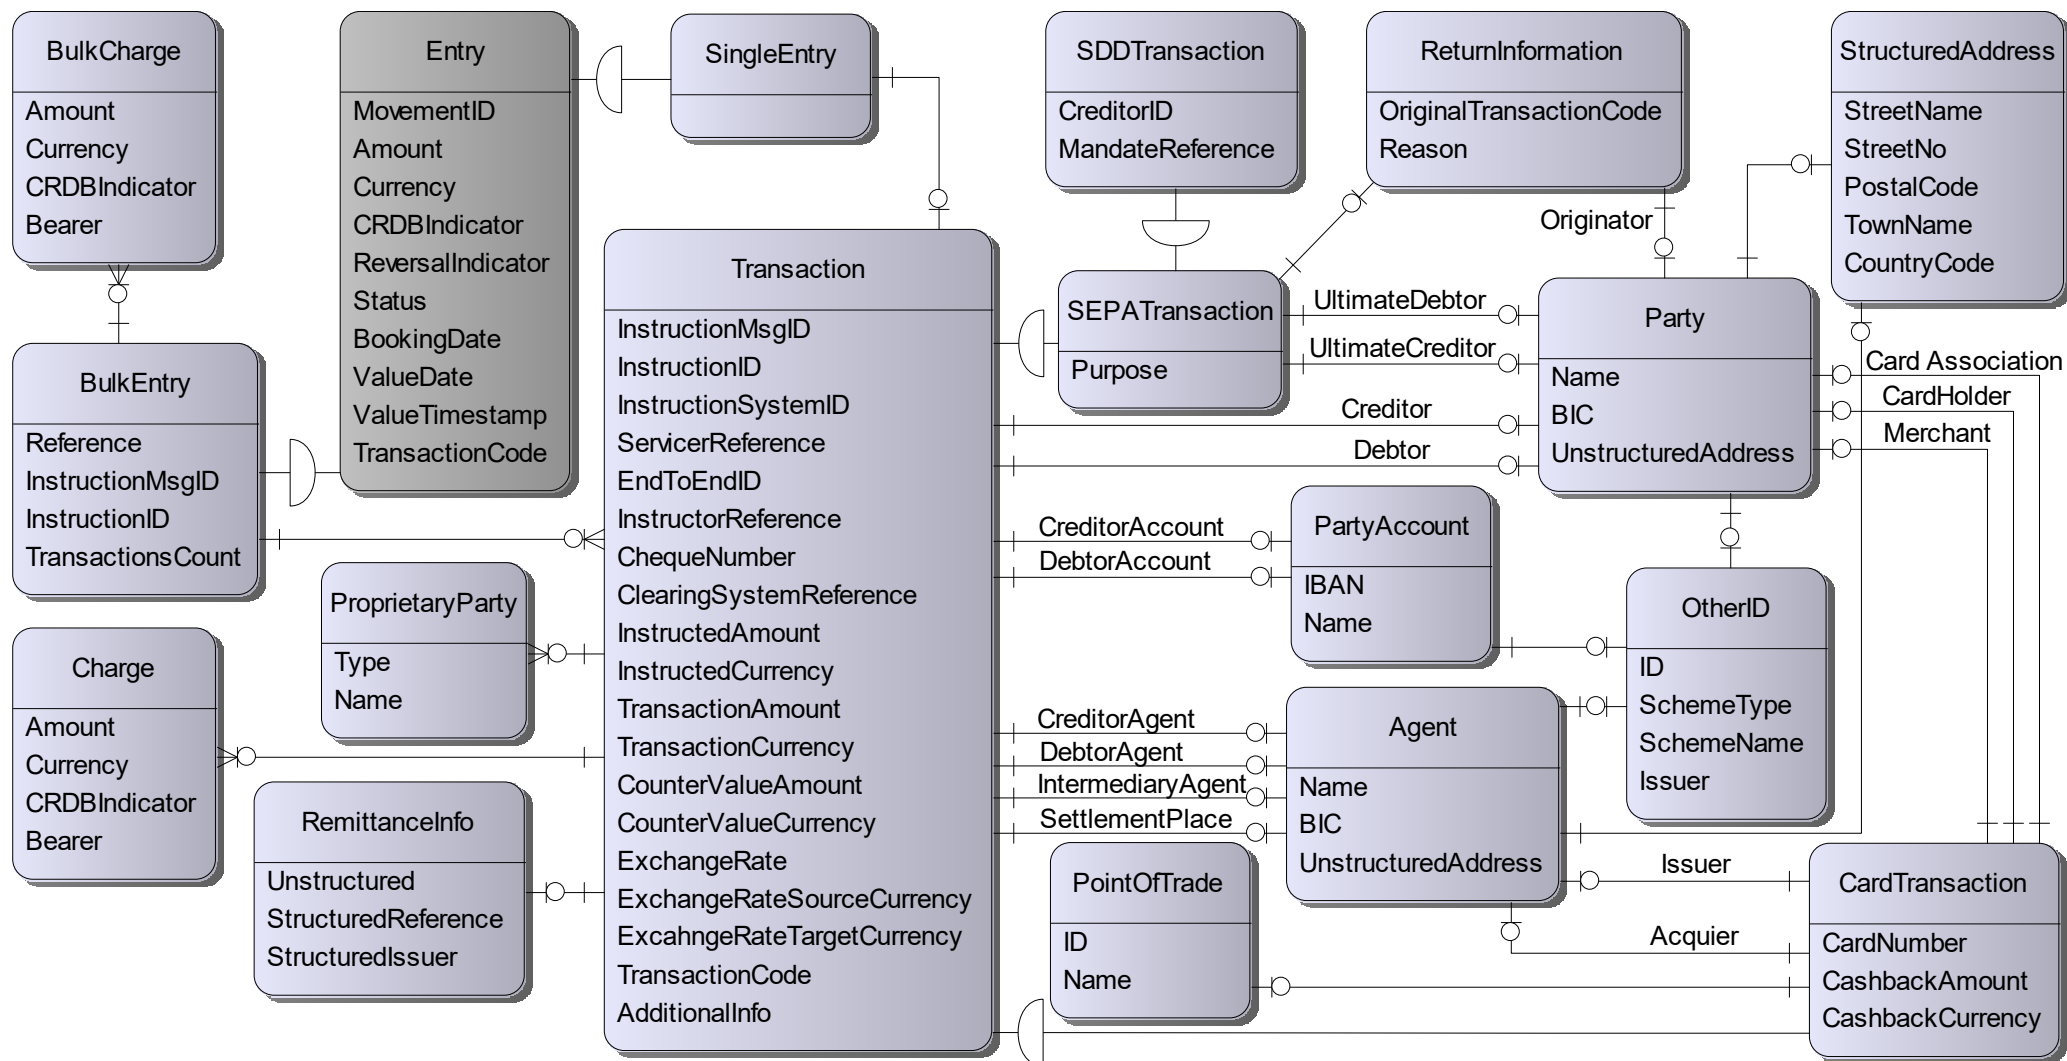 BulkCharge
Amount
Currency
CRDBIndicator
Bearer
Entry
MovementID
Amount
Currency
CRDBIndicator
ReversalIndicator
Status
BookingDate
ValueDate
ValueTimestamp
TransactionCode
SingleEntry
SDDTransaction
CreditorID
MandateReference
ReturnInformation
OriginalTransactionCode
Reason
StructuredAddress
StreetName
StreetNo
PostalCode
TownName
CountryCode
Originator
BulkEntry
Reference
InstructionMsgID
InstructionID
TransactionsCount
Transaction
InstructionMsgID
InstructionID
InstructionSystemID
ServicerReference
EndToEndID
InstructorReference
ChequeNumber
ClearingSystemReference
InstructedAmount
InstructedCurrency
TransactionAmount
TransactionCurrency
CounterValueAmount
CounterValueCurrency
ExchangeRate
ExchangeRateSourceCurrency
ExcahngeRateTargetCurrency
TransactionCode
AdditionalInfo
SEPATransaction
Purpose
UltimateDebtor
UltimateCreditor
Creditor
Debtor
Party
Name
BIC
UnstructuredAddress
Card Association
CardHolder
Merchant
CreditorAccount
DebtorAccount
PartyAccount
IBAN
Name
OtherID
ID
SchemeType
SchemeName
Issuer
ProprietaryParty
Type
Name
Charge
Amount
Currency
CRDBIndicator
Bearer
RemittanceInfo
Unstructured
StructuredReference
StructuredIssuer
CreditorAgent
DebtorAgent
IntermediaryAgent
SettlementPlace
Agent
Name
BIC
UnstructuredAddress
PointOfTrade
ID
Name
Issuer
Acquier
CardTransaction
CardNumber
CashbackAmount
CashbackCurrency